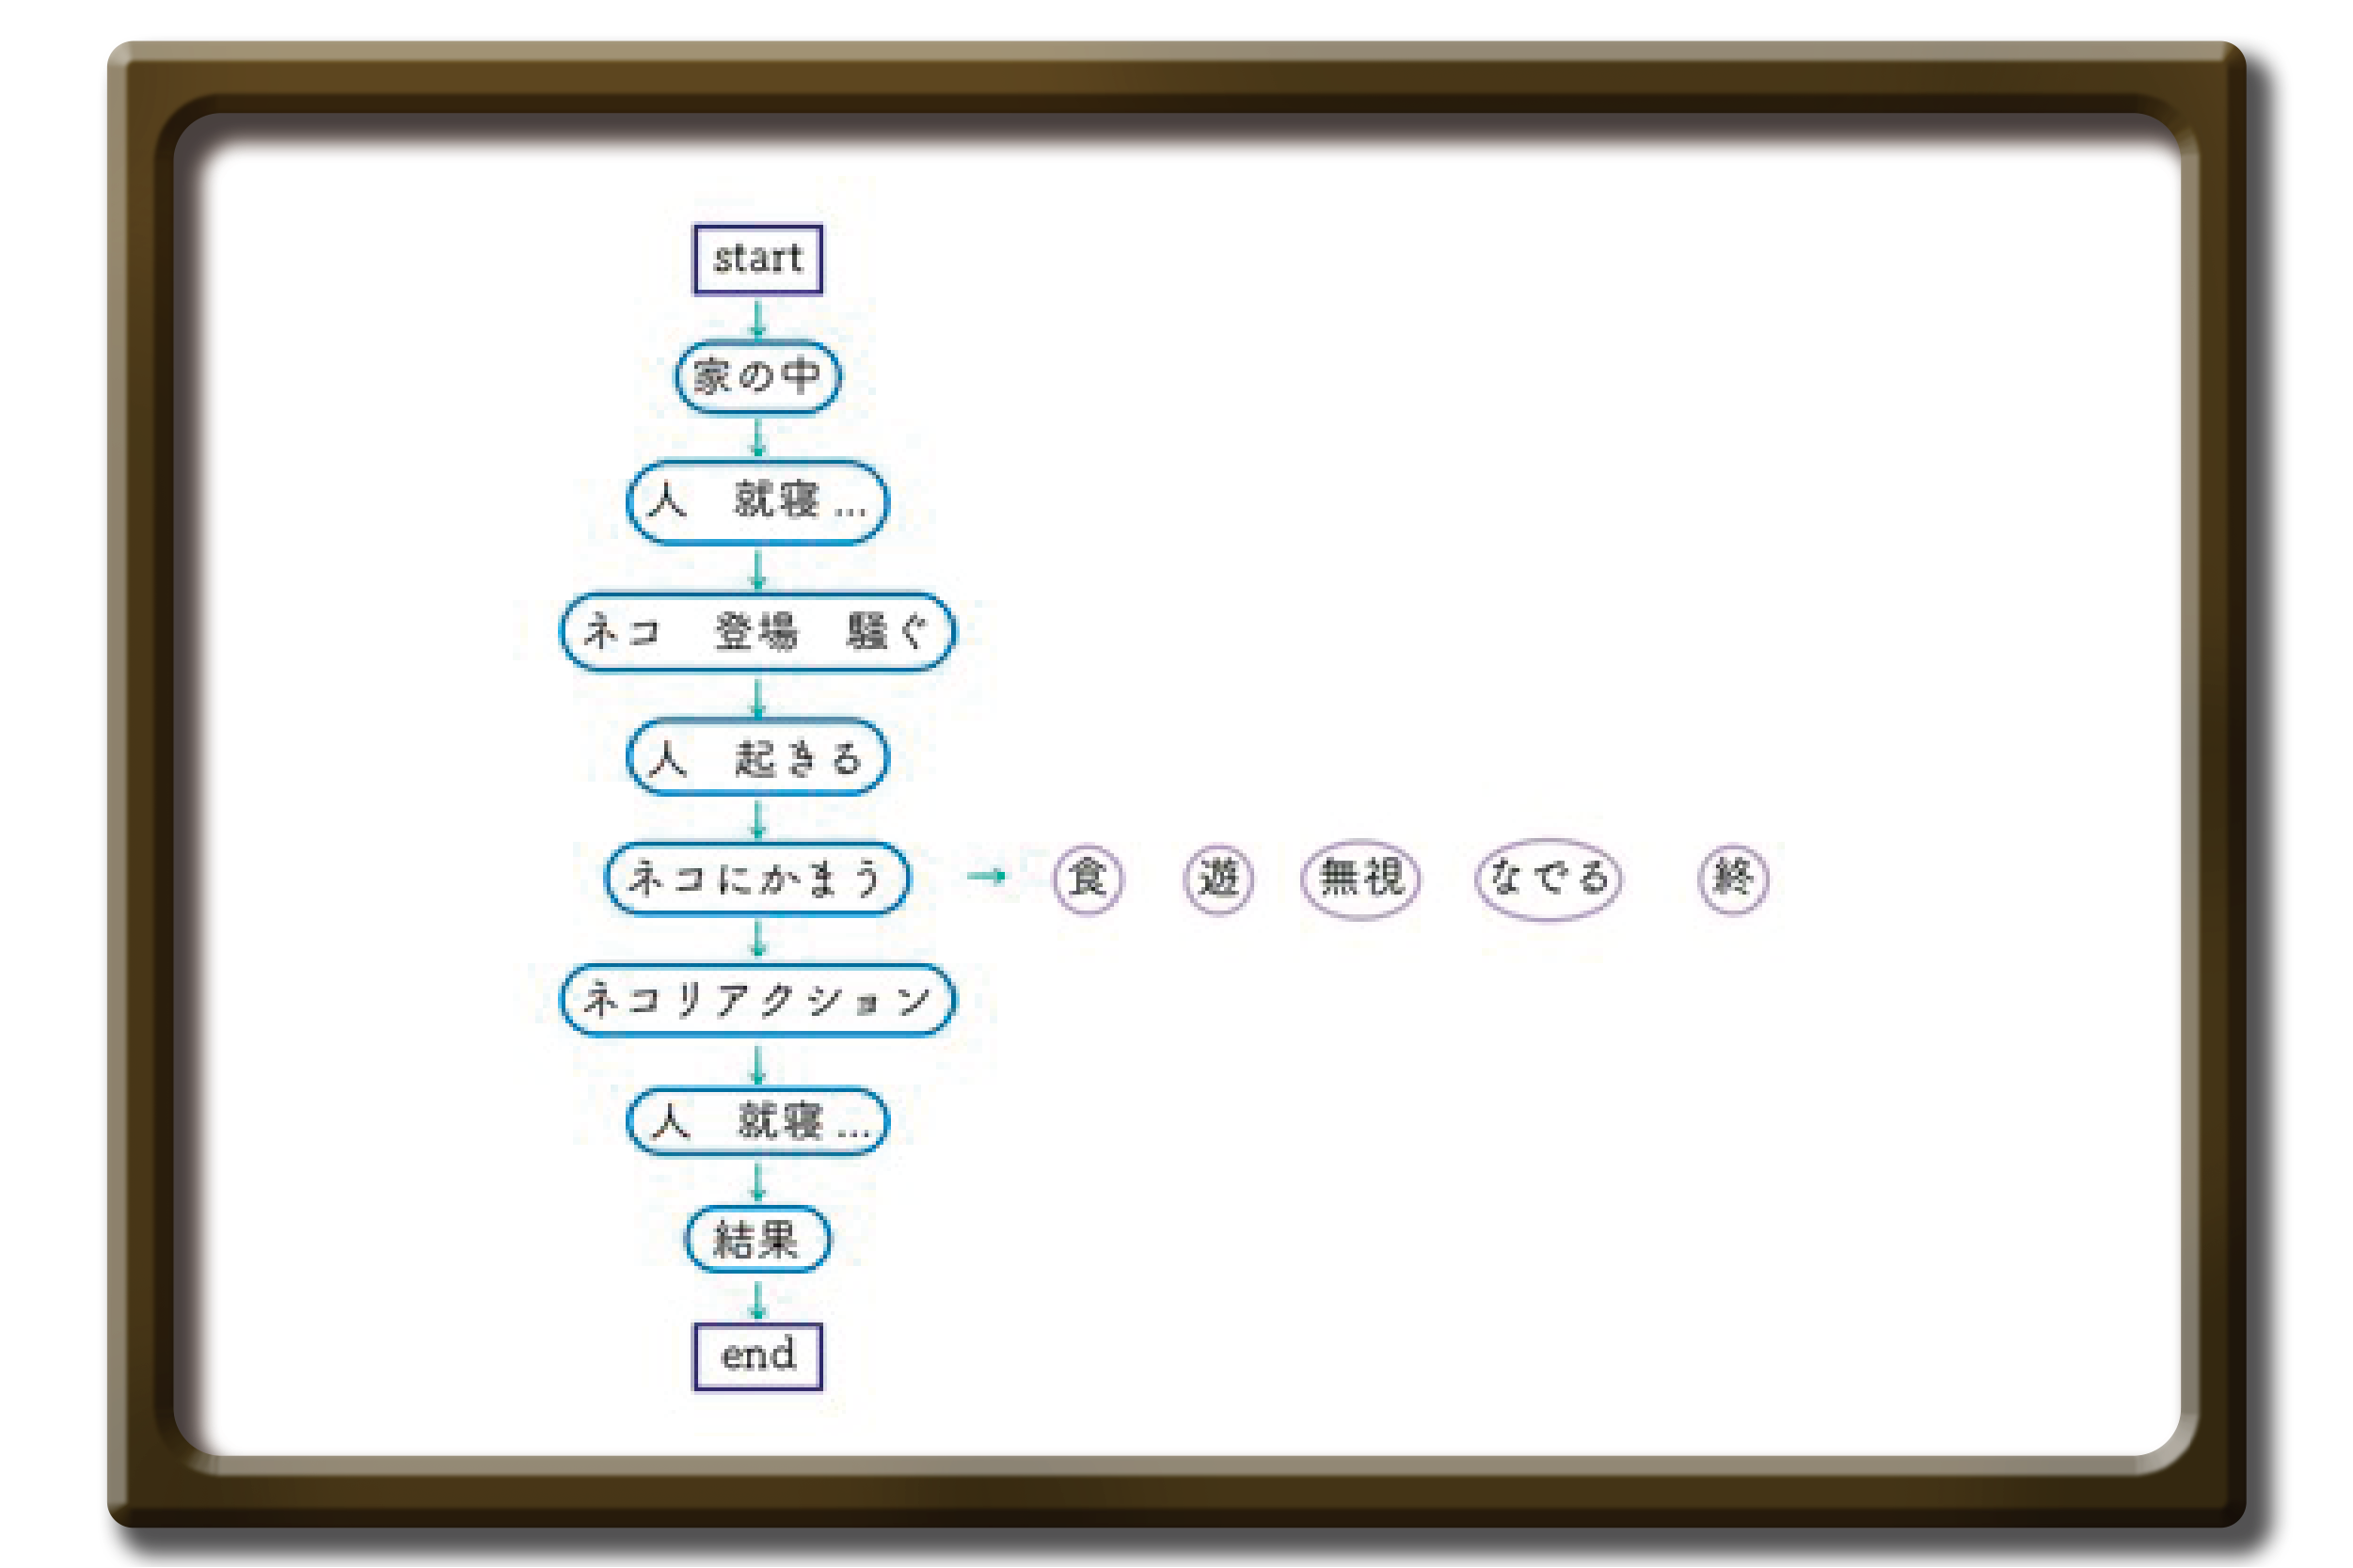 start
家の中
人　就寝...
ネコ　登場　騒ぐ
人　起きる
ネコにかまう → 食 遊 無視 なでる 終
ネコリアクション
人　就寝...
結果
end